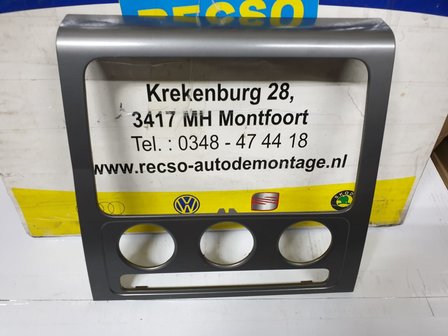 RECSO
Krekenburg 28,
3417 MH Montfoort
Tel. : 0348 - 47 44 18
www.recso-autodemontage.nl